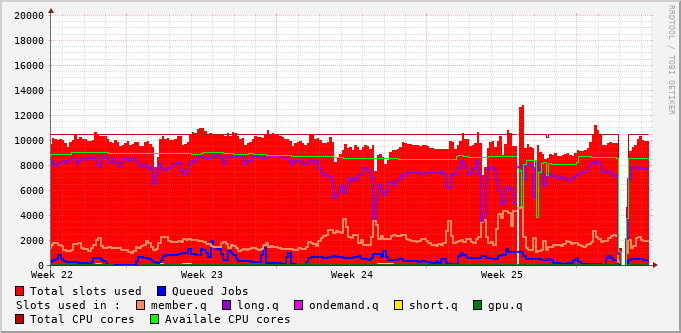 20000
18000
16000
14000
12000
10000
8000
6000
4000
2000
0
Week 22 Week 23 Week 24 Week 25
Total slots used Queued Jobs
Slots used in : member.q long.q ondemand.q short.q gpu.q
Total CPU cores Availale CPU cores
RRDTOOL / TOBI OETIKER